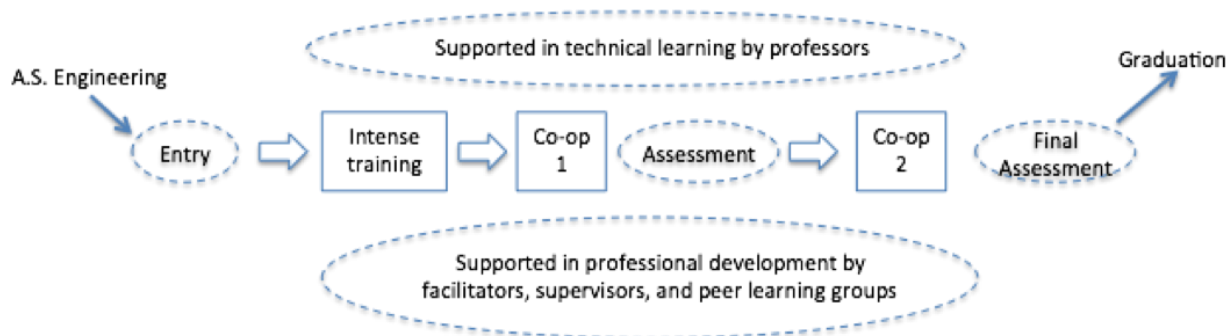 Supported in technical learning by professors
Graduation
A.S. Engineering
Entry
Intense
training
Co-op
1
Assessment
Co-op
2
Final
Assessment
Supported in professional development by
facilitators, supervisors, and peer learning groups